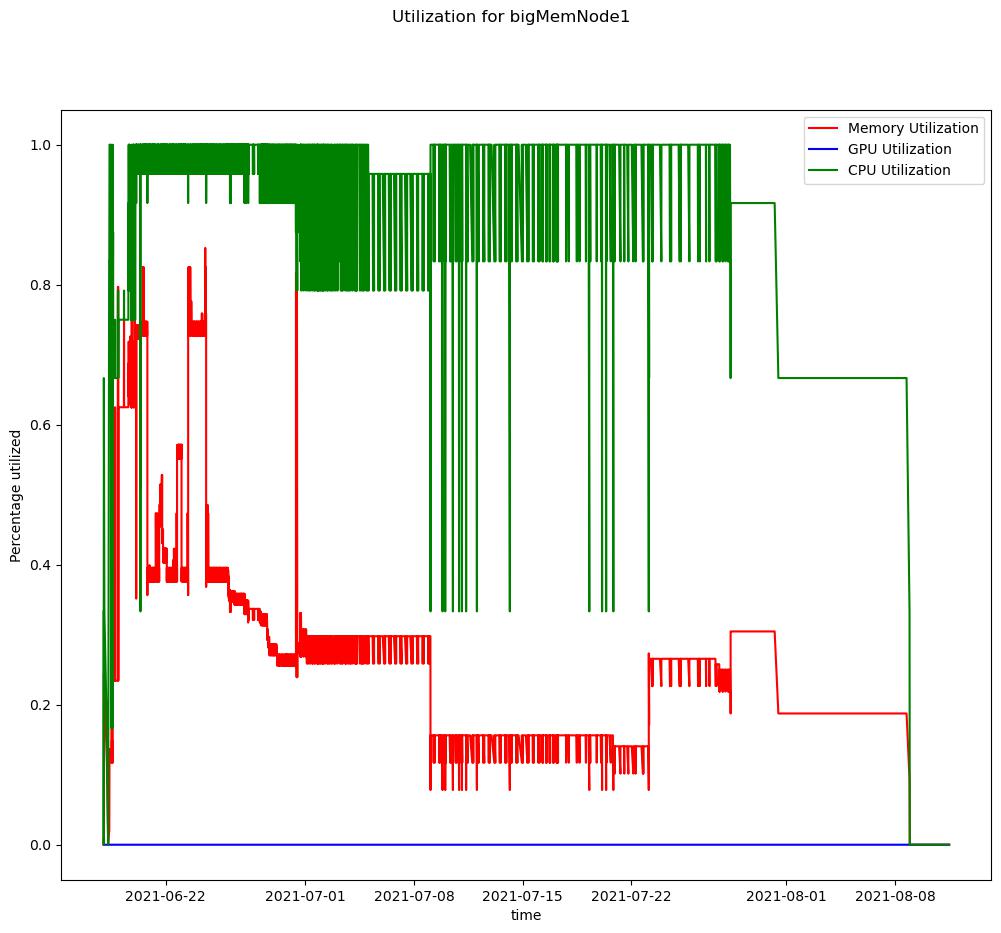 Utilization for bigMemNode1
Memory Utilization
GPU Utilization
CPU Utilization
Percentage utilized
1.0
0.8
0.6
0.4
0.2
0.0
2021-06-22 2021-07-01 2021-07-08 2021-07-15 2021-07-22 2021-08-01 2021-08-08
time